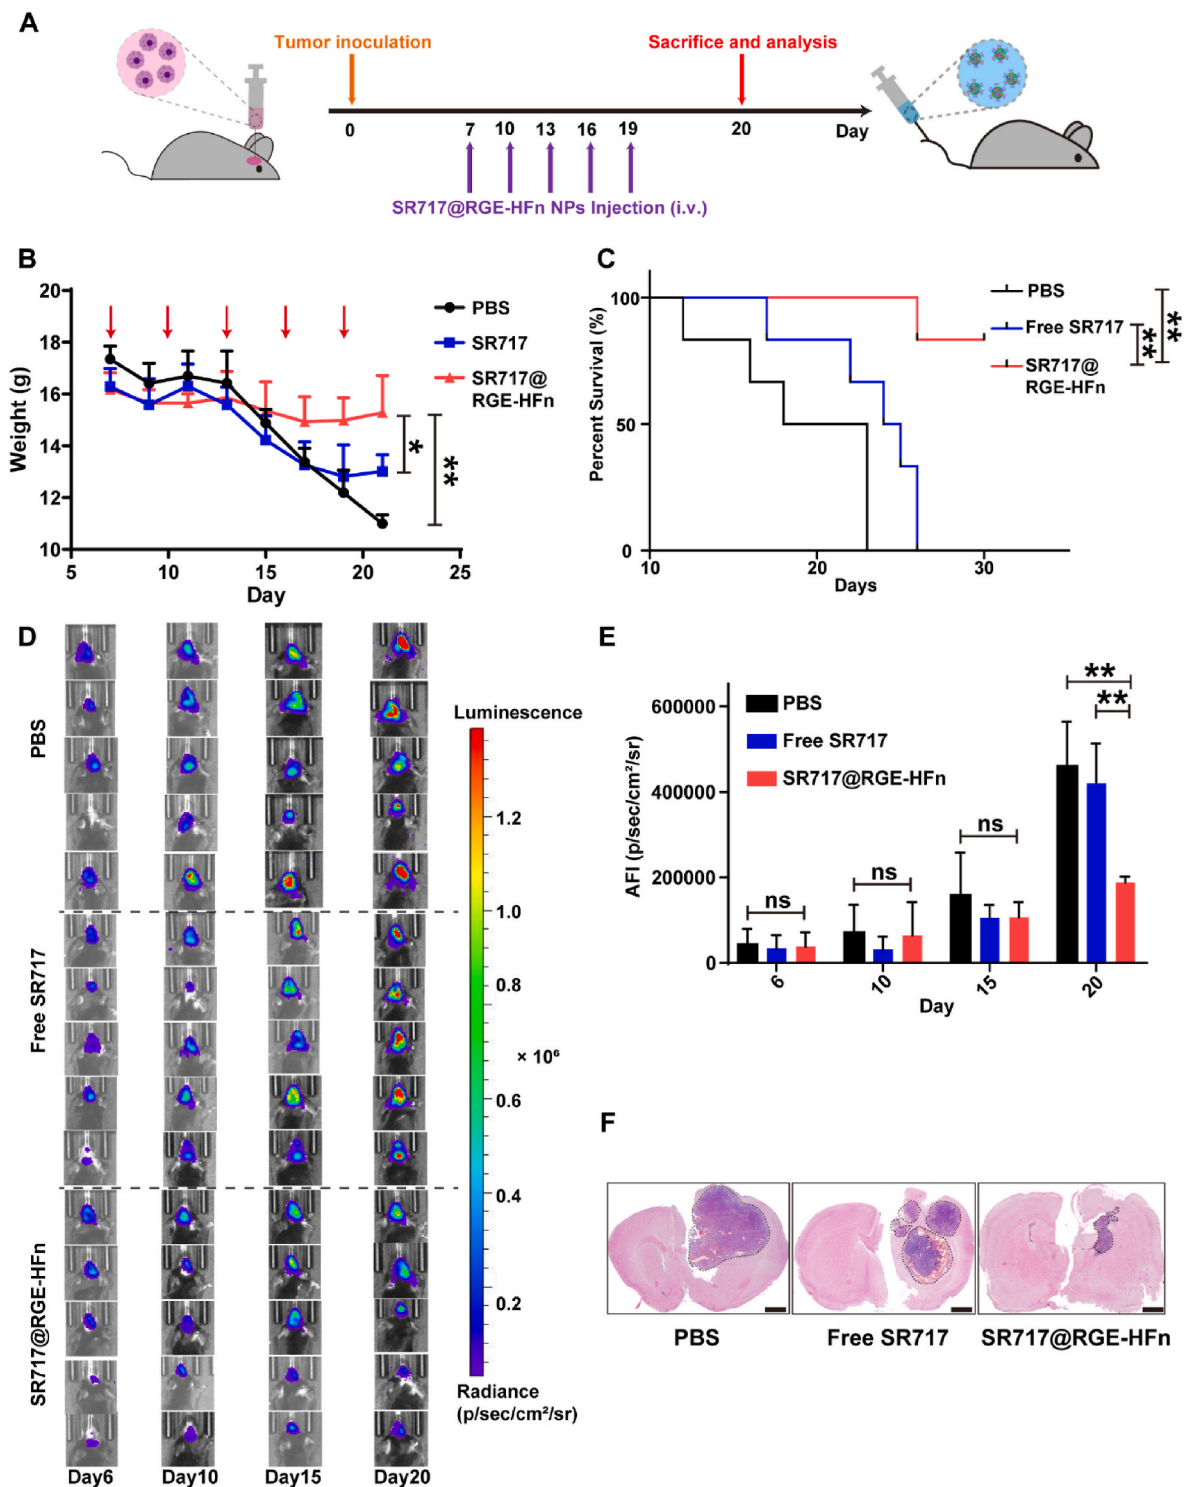 A
Tumor inoculation
Sacrifice and analysis
0
7
10
13
16
19
20
Day
SR717@RGE-HFn NPs Injection (i.v.)
B
20
18
16
14
12
10
5
10
15
20
25
Weight (g)
Day
PBS
SR717
SR717@
RGE-HFn
*
**
C
100
50
0
10
20
30
Percent Survival (%)
Days
PBS
Free SR717
SR717@
RGE-HFn
**
**
D
PBS
Free SR717
SR717@RGE-HFn
Day6
Day10
Day15
Day20
Luminescence
1.2
1.0
0.8
× 10⁶
0.6
0.4
0.2
Radiance
(p/sec/cm²/sr)
E
600000
400000
200000
0
AFI (p/sec/cm²/sr)
PBS
Free SR717
SR717@RGE-HFn
ns
ns
ns
**
**
6
10
15
20
Day
F
PBS
Free SR717
SR717@RGE-HFn